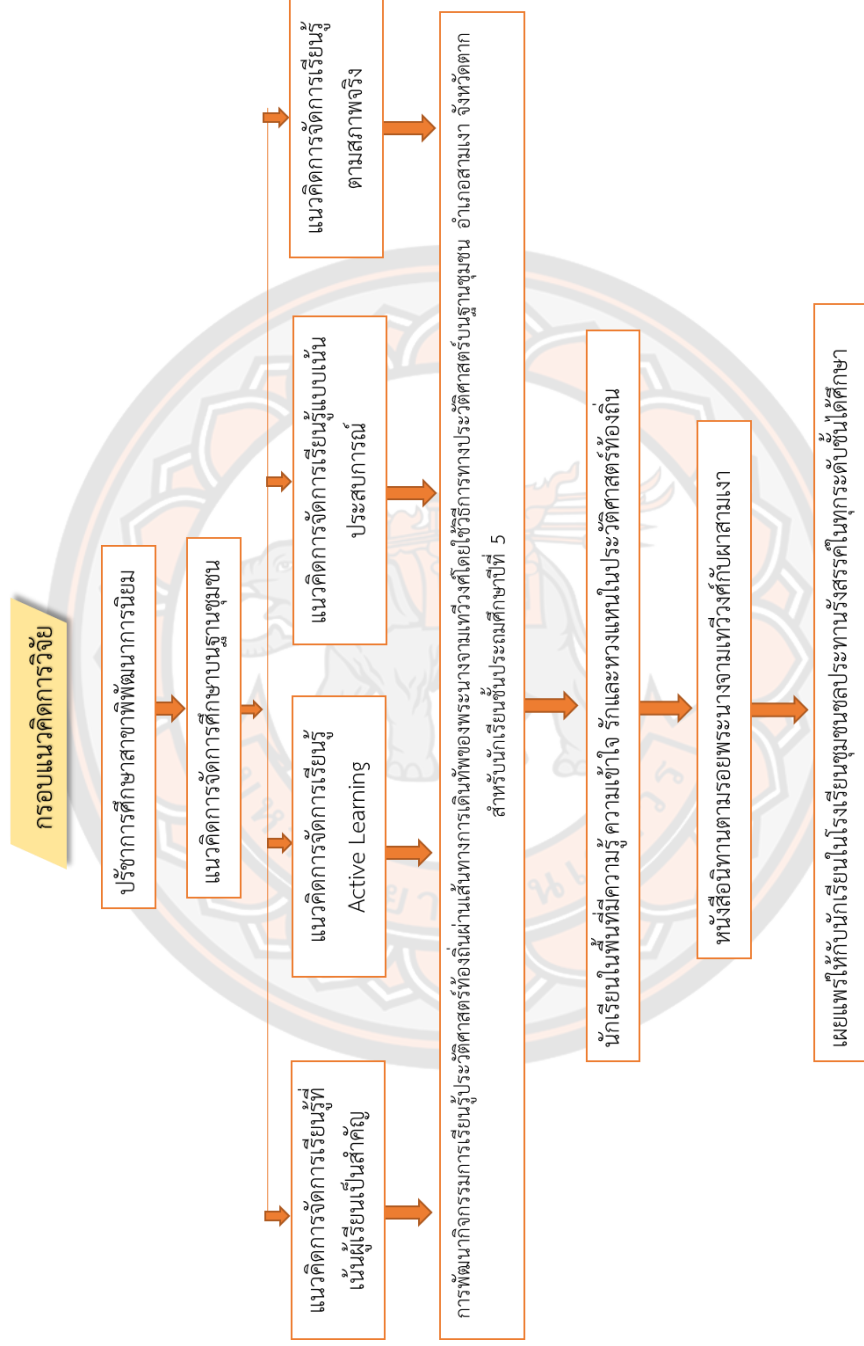 กรอบแนวคิดการวิจัย
ปรัชาการศึกษาสาขาพิพัฒนาการนิยม
แนวคิดการจัดการศึกษาบนฐานชุมชน
แนวคิดการจัดการเรียนรู้ที่
เน้นผู้เรียนเป็นสำคัญ
แนวคิดการจัดการเรียนรู้
Active Learning
แนวคิดการจัดการเรียนรู้แบบเน้น
ประสบการณ์
แนวคิดการจัดการเรียนรู้
ตามสภาพจริง
การพัฒนากิจกรรมการเรียนรู้ประวัติศาสตร์ท้องถิ่นผ่านเส้นทางการเดินทัพของพระนางจามเทวีวงศ์โดยใช้วิธีการทางประวัติศาสตร์บนฐานชุมชน อำเภอสามเงา จังหวัดตาก
สำหรับนักเรียนชั้นประถมศึกษาปีที่ 5
นักเรียนในพื้นที่มีความรู้ ความเข้าใจ รักและหวงแหนในประวัติศาสตร์ท้องถิ่น
หนังสือนิทานตามรอยพระนางจามเทวีวงศ์กับผาสามเงา
เผยแพร่ให้กับนักเรียนในโรงเรียนชุมชนชลประทานรังสรรค์ในทุกระดับชั้นได้ศึกษา